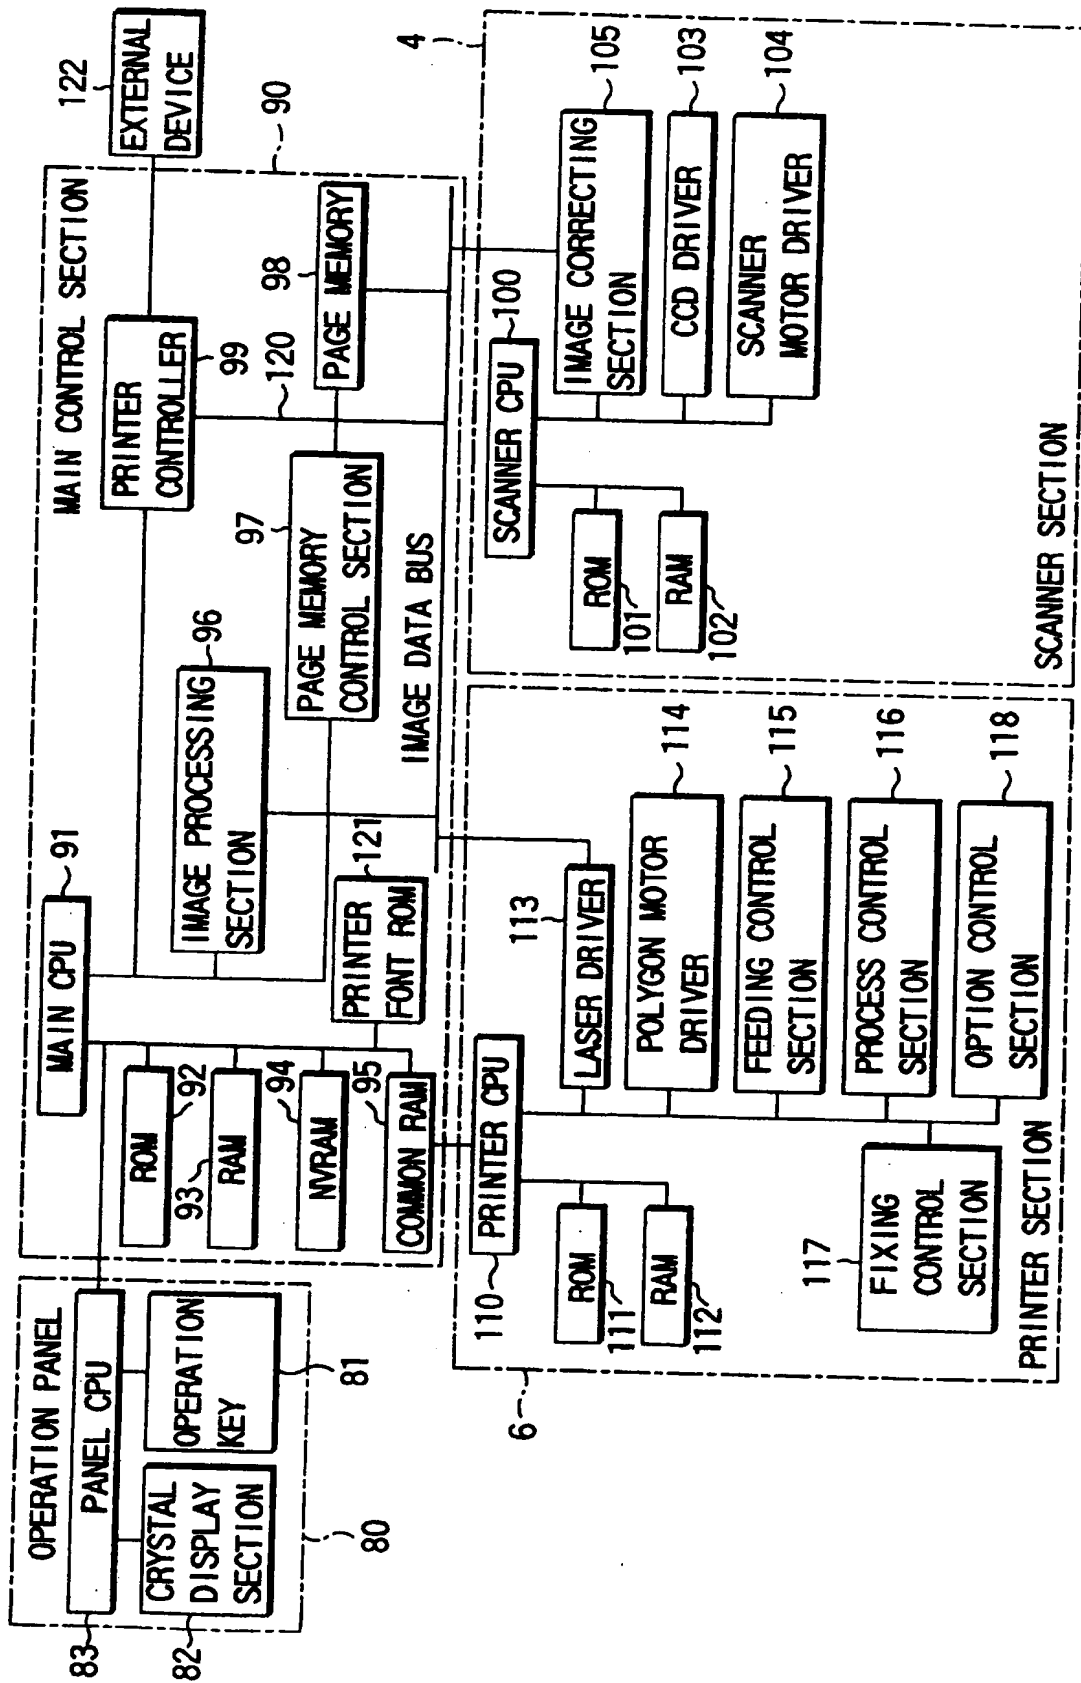 OPERATION PANEL
83
PANEL CPU
82
CRYSTAL
DISPLAY
SECTION
OPERATION
KEY
81
80
MAIN CONTROL SECTION
MAIN CPU
91
ROM
92
93
RAM
94
NVRAM
95
COMMON RAM
PRINTER
FONT ROM
121
IMAGE PROCESSING
SECTION
96
PAGE MEMORY
CONTROL SECTION
97
PRINTER
CONTROLLER
99
120
PAGE MEMORY
98
IMAGE DATA BUS
90
122
EXTERNAL
DEVICE
6
110
PRINTER CPU
ROM
111
RAM
112
113
LASER DRIVER
POLYGON MOTOR
DRIVER
114
FEEDING CONTROL
SECTION
115
PROCESS CONTROL
SECTION
116
117
FIXING
CONTROL
SECTION
OPTION CONTROL
SECTION
118
PRINTER SECTION
4
SCANNER CPU
100
ROM
101
RAM
102
IMAGE CORRECTING
SECTION
105
CCD DRIVER
103
SCANNER
MOTOR DRIVER
104
SCANNER SECTION